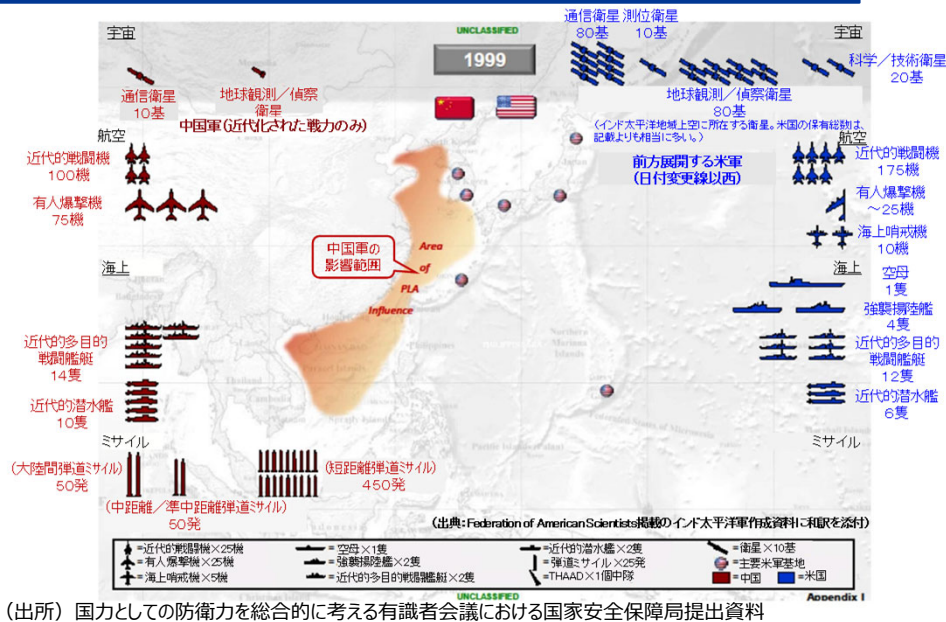 通信衛星 測位衛星
80基 10基
宇宙
UNCLASSIFIED
宇宙
1999
科学／技術衛星
20基
通信衛星
10基
地球観測／偵察
衛星
地球観測／偵察
80基
(インド太平洋地域上空に所在する衛星。米国の保有総数は、
記載よりも相当に多い。)
中国軍(近代化された戦力のみ)
前方展開する米軍
(日付変更線以西)
航空
近代的戦闘機
100機
有人爆撃機
75機
航空
近代的戦闘機
175機
有人爆撃機
～25機
海上哨戒機
10機
中国軍の
影響範囲
Area
of
PLA
Influence
海上
近代的多目的
戦闘艦艇
14隻
近代的潜水艦
10隻
海上
空母
1隻
強襲揚陸艦
4隻
近代的多目的
戦闘艦艇
12隻
近代的潜水艦
6隻
ミサイル
(大陸間弾道ミサイル)
50発
(中距離／準中距離弾道ミサイル)
50発
(短距離弾道ミサイル)
450発
ミサイル
(出典：Federation of American Scientists掲載のインド太平洋軍作成資料に和訳を添付)
=近代的戦闘機×25機
=有人爆撃機×25機
=海上哨戒機×5機
=空母×1隻
=強襲揚陸艦×2隻
=近代的多目的戦闘艦艇×2隻
=近代的潜水艦×2隻
=弾道ミサイル×25発
=THAAD×1個中隊
=衛星×10基
=主要米軍基地
=中国 =米国
UNCLASSIFIED
Appendix I
（出所）国力としての防衛力を総合的に考える有識者会議における国家安全保障局提出資料